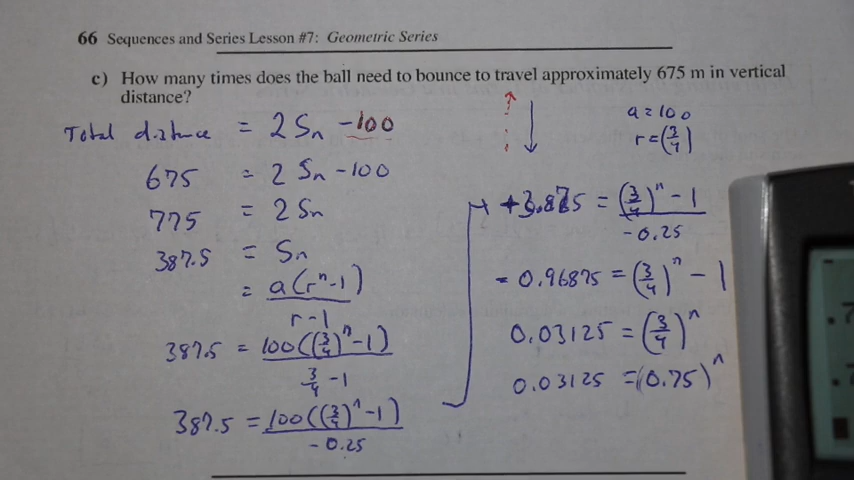 66 Sequences and Series Lesson #7: Geometric Series
c) How many times does the ball need to bounce to travel approximately 675 m in vertical
distance?
Total distance = 2 Sn - 100
675 = 2 Sn - 100
775 = 2 Sn
387.5 = Sn
= a(r^n - 1) / r - 1
387.5 = 100((3/4)^n - 1) / 3/4 - 1
387.5 = 100((3/4)^n - 1) / - 0.25
a = 100
r = (3/4)
3.875 = (3/4)^n - 1 / - 0.25
- 0.96875 = (3/4)^n - 1
0.03125 = (3/4)^n
0.03125 = (0.75)^n